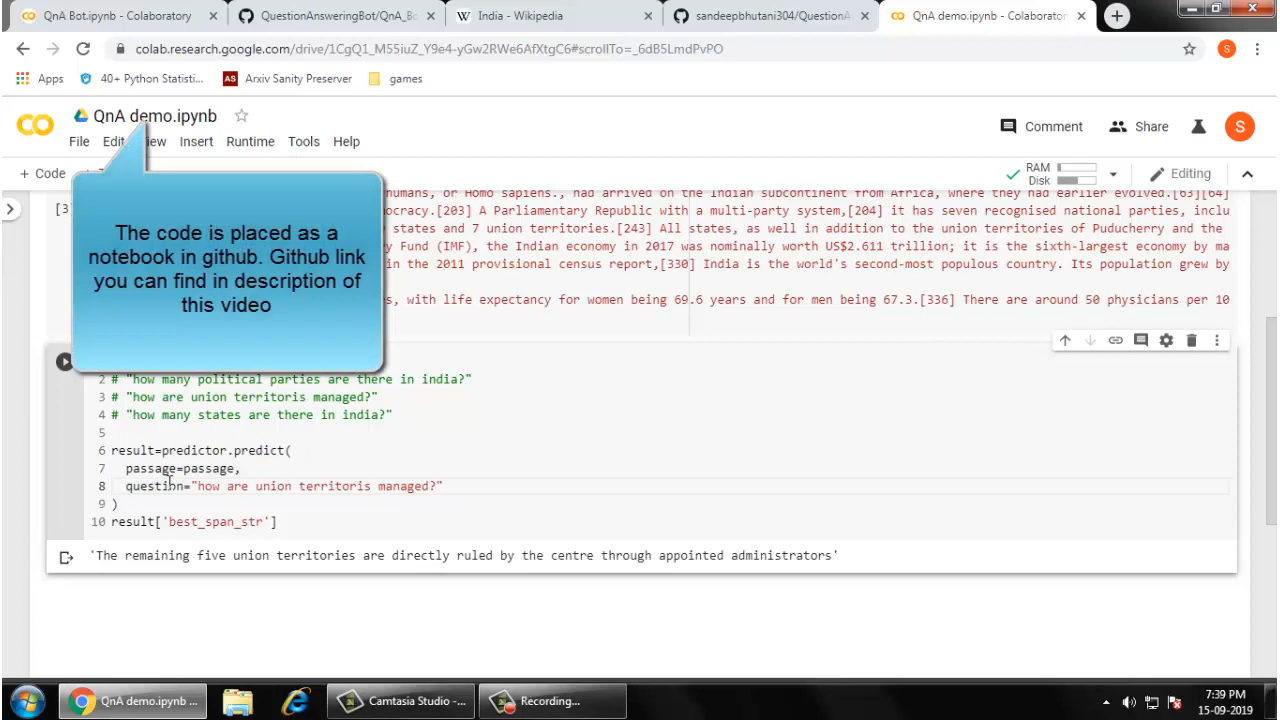 QnA Bot.ipynb - Colaboratory
QuestionAnsweringBot/QnA_Bo
India - Wikipedia
sandeepbhutani304/QuestionA
QnA demo.ipynb - Colaborator
colab.research.google.com/drive/1CgQ1_M55iuZ_Y9e4-yGw2RWe6AfXtgC6#scrollTo=_6dB5LmdPvPO
S
Apps
40+ Python Statisti...
AS
Arxiv Sanity Preserver
games
CO
QnA demo.ipynb
Comment
Share
S
File
Edit
View
Insert
Runtime
Tools
Help
+ Code
RAM
Disk
Editing
humans, or Homo sapiens., had arrived on the Indian subcontinent from Africa, where they had earlier evolved.[63][64]
[3]
ocracy.[203] A Parliamentary Republic with a multi-party system,[204] it has seven recognised national parties, inclu
states and 7 union territories.[243] All states, as well in addition to the union territories of Puducherry and the
y Fund (IMF), the Indian economy in 2017 was nominally worth US$2.611 trillion; it is the sixth-largest economy by ma
in the 2011 provisional census report,[330] India is the world's second-most populous country. Its population grew by
s, with life expectancy for women being 69.6 years and for men being 67.3.[336] There are around 50 physicians per 10
The code is placed as a
notebook in github. Github link
you can find in description of
this video
2 # "how many political parties are there in india?"
3 # "how are union territoris managed?"
4 # "how many states are there in india?"
5
6 result=predictor.predict(
7 passage=passage,
8 question="how are union territoris managed?"
9 )
10 result['best_span_str']
'The remaining five union territories are directly ruled by the centre through appointed administrators'
QnA demo.ipynb ...
Camtasia Studio -...
Recording...
7:39 PM
15-09-2019